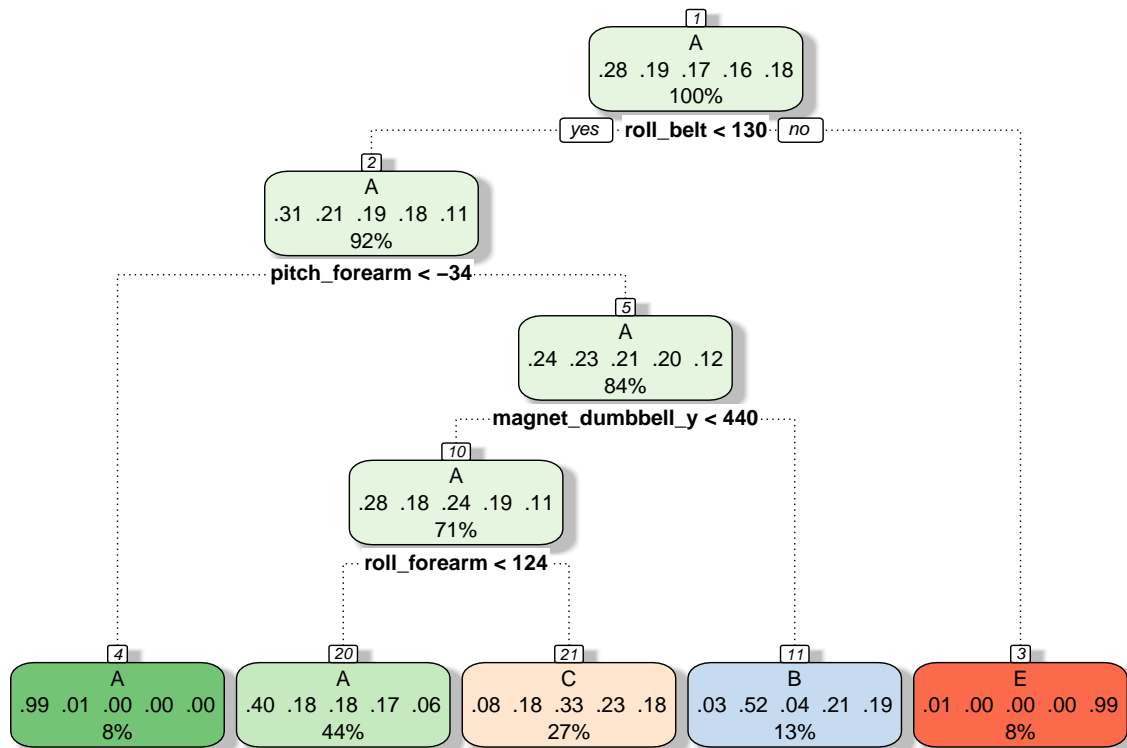 1
A
.28 .19 .17 .16 .18
100%
yes roll_belt < 130 no
2
A
.31 .21 .19 .18 .11
92%
pitch_forearm < −34
5
A
.24 .23 .21 .20 .12
84%
magnet_dumbbell_y < 440
10
A
.28 .18 .24 .19 .11
71%
roll_forearm < 124
4
A
.99 .01 .00 .00 .00
8%
20
A
.40 .18 .18 .17 .06
44%
21
C
.08 .18 .33 .23 .18
27%
11
B
.03 .52 .04 .21 .19
13%
3
E
.01 .00 .00 .00 .99
8%